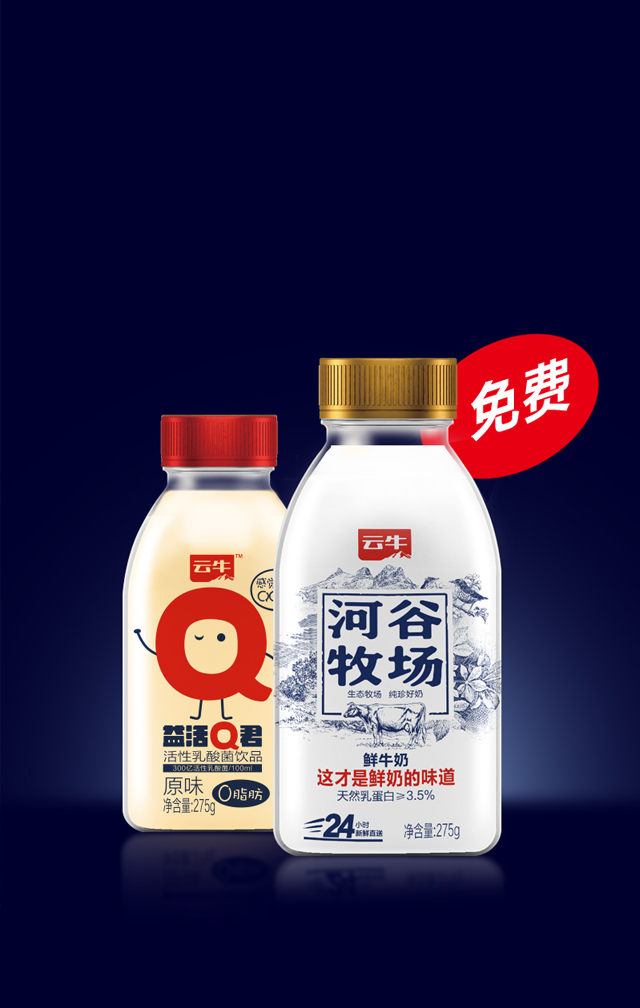 免费
云牛
河谷
牧场
生态牧场 纯珍好奶
鲜牛奶
这才是鲜奶的味道
天然乳蛋白≥3.5%
24小时
新鲜直送
净含量:275g
云牛™
Q
益活Q君
活性乳酸菌饮品
300亿活性乳酸菌/100ml
原味
0脂肪
净含量:275g